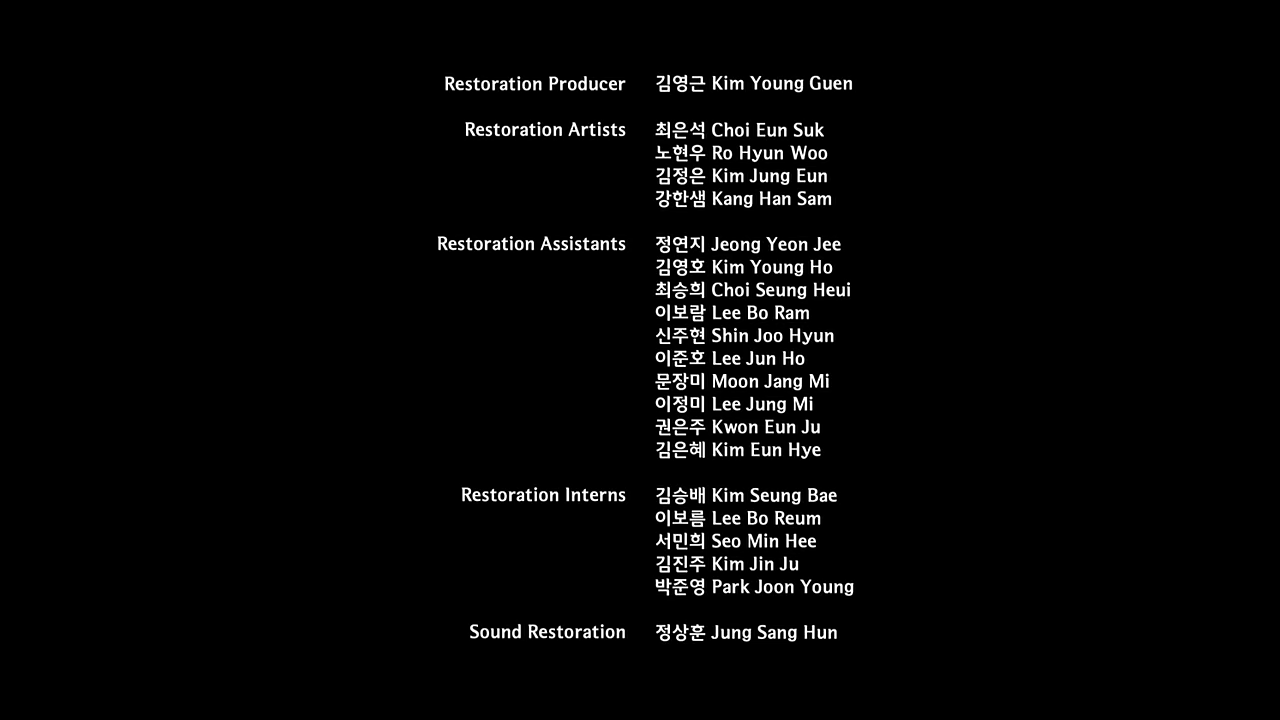 Restoration Producer 김영근 Kim Young Guen
Restoration Artists 최은석 Choi Eun Suk
노현우 Ro Hyun Woo
김정은 Kim Jung Eun
강한샘 Kang Han Sam
Restoration Assistants 정연지 Jeong Yeon Jee
김영호 Kim Young Ho
최승희 Choi Seung Heui
이보람 Lee Bo Ram
신주현 Shin Joo Hyun
이준호 Lee Jun Ho
문장미 Moon Jang Mi
이정미 Lee Jung Mi
권은주 Kwon Eun Ju
김은혜 Kim Eun Hye
Restoration Interns 김승배 Kim Seung Bae
이보름 Lee Bo Reum
서민희 Seo Min Hee
김진주 Kim Jin Ju
박준영 Park Joon Young
Sound Restoration 정상훈 Jung Sang Hun